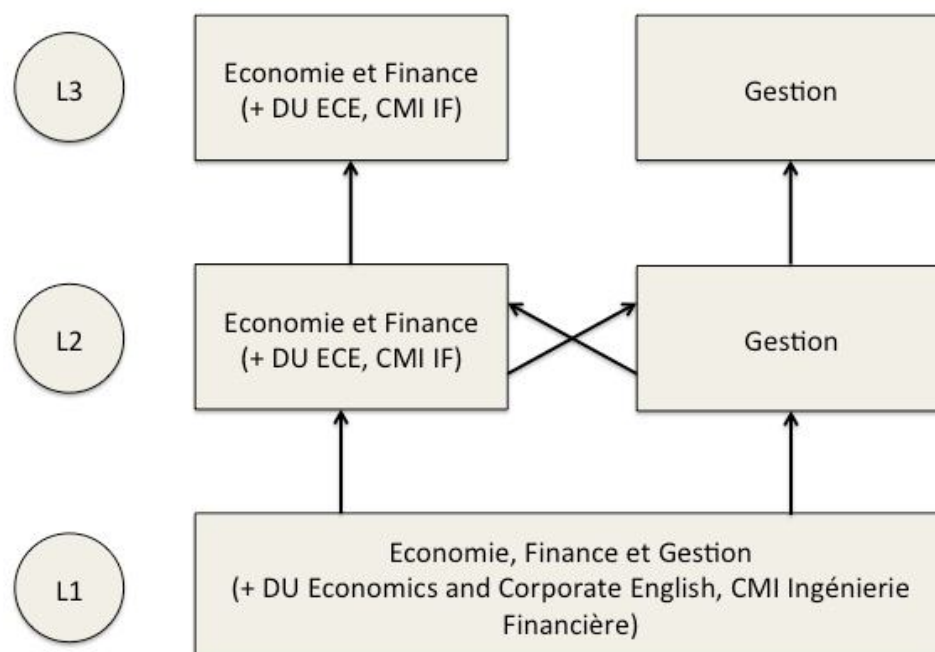 L3
Economie et Finance
(+ DU ECE, CMI IF)
Gestion
L2
Economie et Finance
(+ DU ECE, CMI IF)
Gestion
L1
Economie, Finance et Gestion
(+ DU Economics and Corporate English, CMI Ingénierie
Financière)